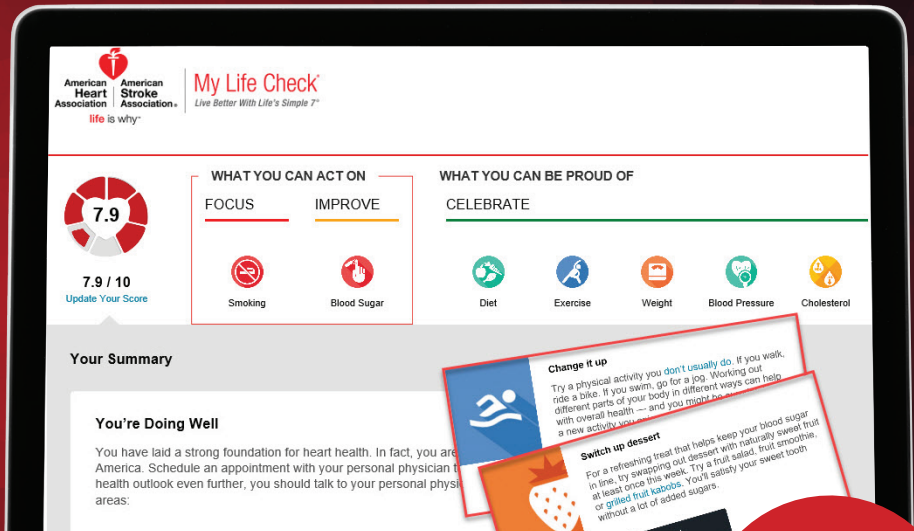 American American
Heart Stroke
Association Association®
life is why™
My Life Check®
Live Better With Life's Simple 7™
WHAT YOU CAN ACT ON
WHAT YOU CAN BE PROUD OF
FOCUS
IMPROVE
CELEBRATE
7.9
7.9 / 10
Update Your Score
Smoking
Blood Sugar
Diet
Exercise
Weight
Blood Pressure
Cholesterol
Your Summary
You're Doing Well
You have laid a strong foundation for heart health. In fact, you are
America. Schedule an appointment with your personal physician
health outlook even further, you should talk to your personal
areas:
Change it up
Try a physical activity you don't usually do. If you walk,
ride a bike. If you swim, go for a jog. Working out
different parts of your body in different ways can help
with overall health — and you might be
a new activity you
Switch up dessert
For a refreshing treat that helps keep your blood sugar
in line, try swapping out dessert with naturally sweet fruit
at least once this week. Try a fruit salad, fruit smoothie,
or grilled fruit kabobs. You'll satisfy your sweet tooth
without a lot of added sugars.